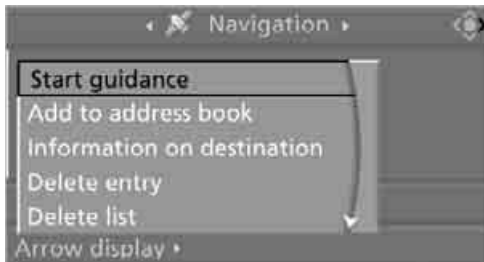 Navigation
Start guidance
Add to address book
Information on destination
Delete entry
Delete list
Arrow display